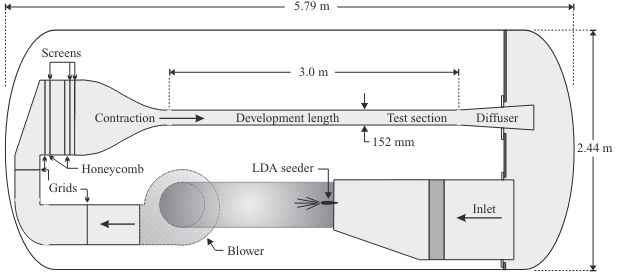 5.79 m
Screens
3.0 m
Contraction
Development length
Test section
Diffuser
152 mm
2.44 m
Honeycomb
LDA seeder
Grids
Inlet
Blower